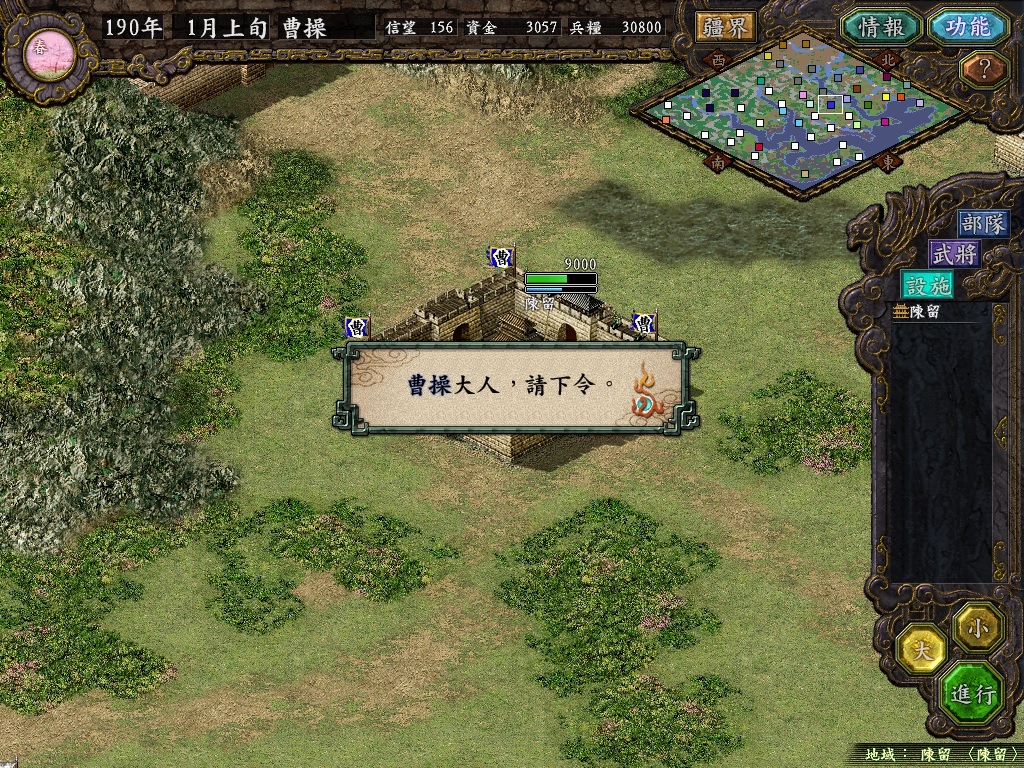 春
190年 1月上旬 曹操 信望 156 資金 3057 兵糧 30800
疆界 情報 功能
?
西 北
南 東
部隊
武將
設施
陳留
曹
9000
陳留
曹 曹
曹操大人，請下令。
小
大
進行
地域： 陳留 〈陳留〉